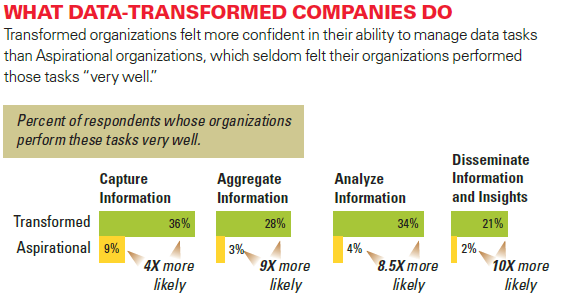 WHAT DATA-TRANSFORMED COMPANIES DO
Transformed organizations felt more confident in their ability to manage data tasks
than Aspirational organizations, which seldom felt their organizations performed
those tasks “very well.”
Percent of respondents whose organizations
perform these tasks very well.
Capture
Information
Aggregate
Information
Analyze
Information
Disseminate
Information
and Insights
Transformed 36% 28% 34% 21%
Aspirational 9% 3% 4% 2%
4X more
likely
9X more
likely
8.5X more
likely
10X more
likely